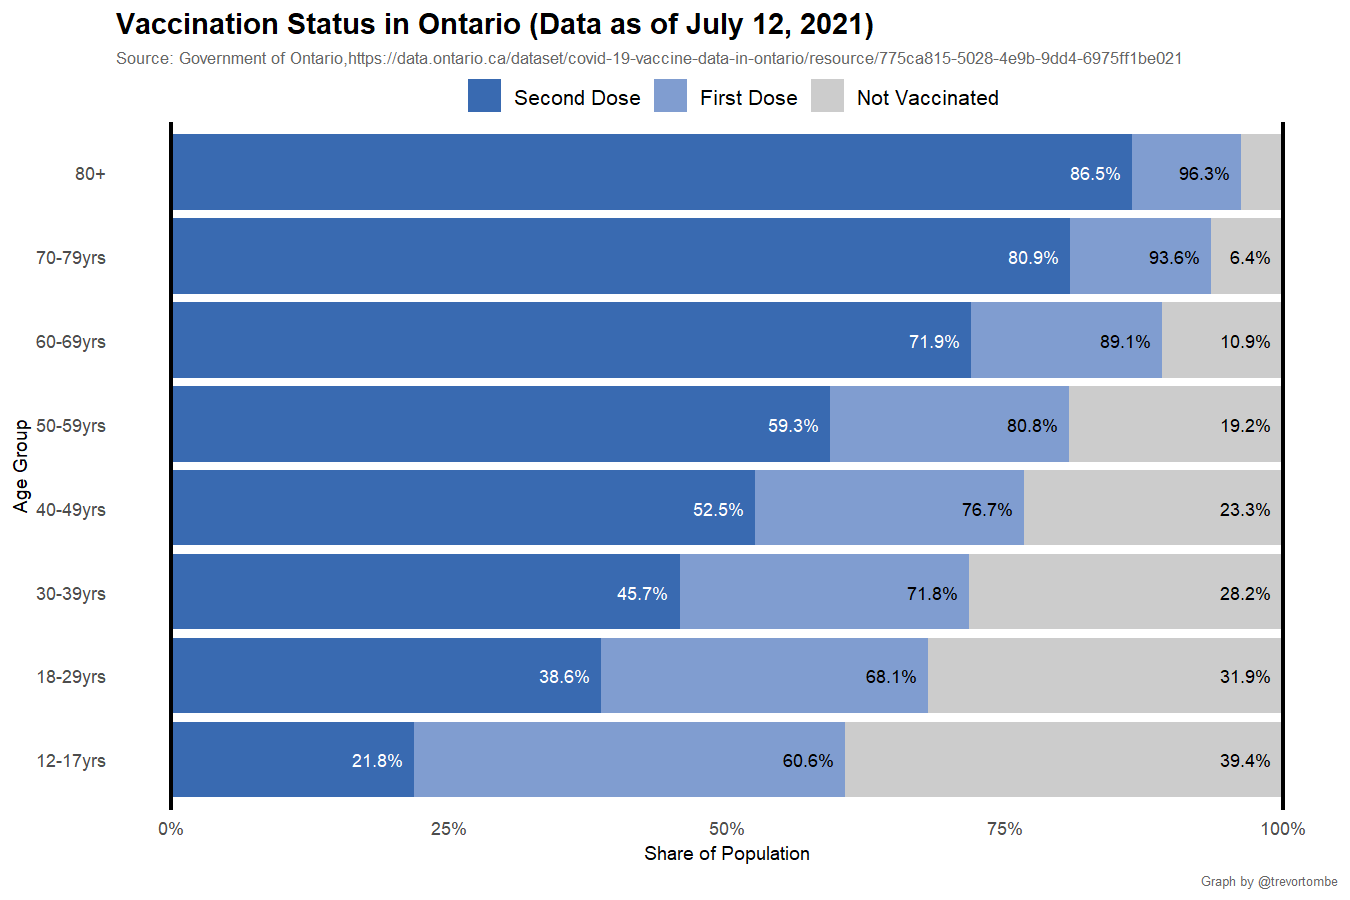 Vaccination Status in Ontario (Data as of July 12, 2021)
Source: Government of Ontario,https://data.ontario.ca/dataset/covid-19-vaccine-data-in-ontario/resource/775ca815-5028-4e9b-9dd4-6975ff1be021
Second Dose First Dose Not Vaccinated
80+ 86.5% 96.3%
70-79yrs 80.9% 93.6% 6.4%
60-69yrs 71.9% 89.1% 10.9%
50-59yrs 59.3% 80.8% 19.2%
Age Group
40-49yrs 52.5% 76.7% 23.3%
30-39yrs 45.7% 71.8% 28.2%
18-29yrs 38.6% 68.1% 31.9%
12-17yrs 21.8% 60.6% 39.4%
0% 25% 50% 75% 100%
Share of Population
Graph by @trevortombe